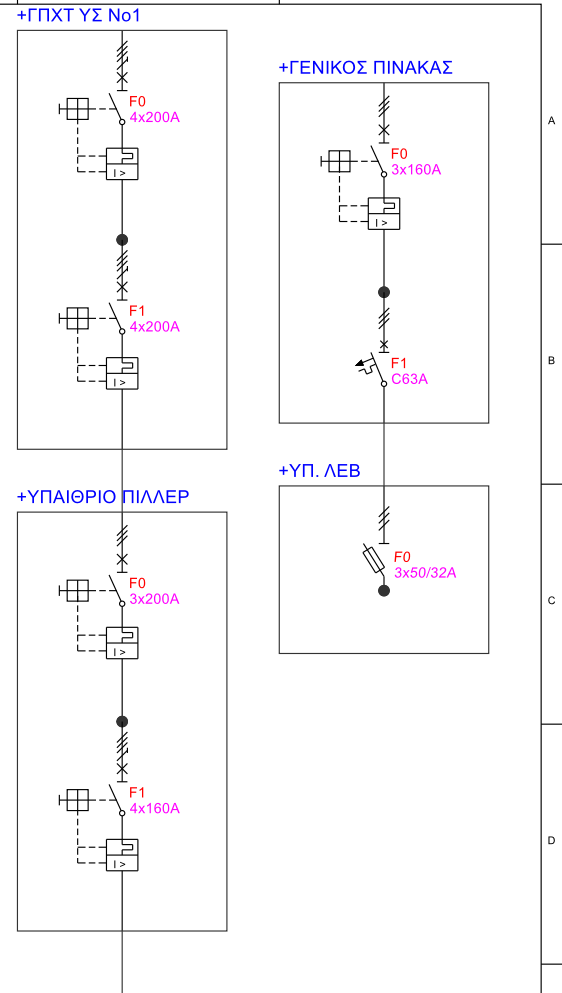 +ΓΠΧΤ ΥΣ Νο1
F0
4x200A
I >
F1
4x200A
I >
+ΥΠΑΙΘΡΙΟ ΠΙΛΛΕΡ
F0
3x200A
I >
F1
4x160A
I >
+ΓΕΝΙΚΟΣ ΠΙΝΑΚΑΣ
F0
3x160A
I >
F1
C63A
+ΥΠ. ΛΕΒ
F0
3x50/32A
A
B
C
D